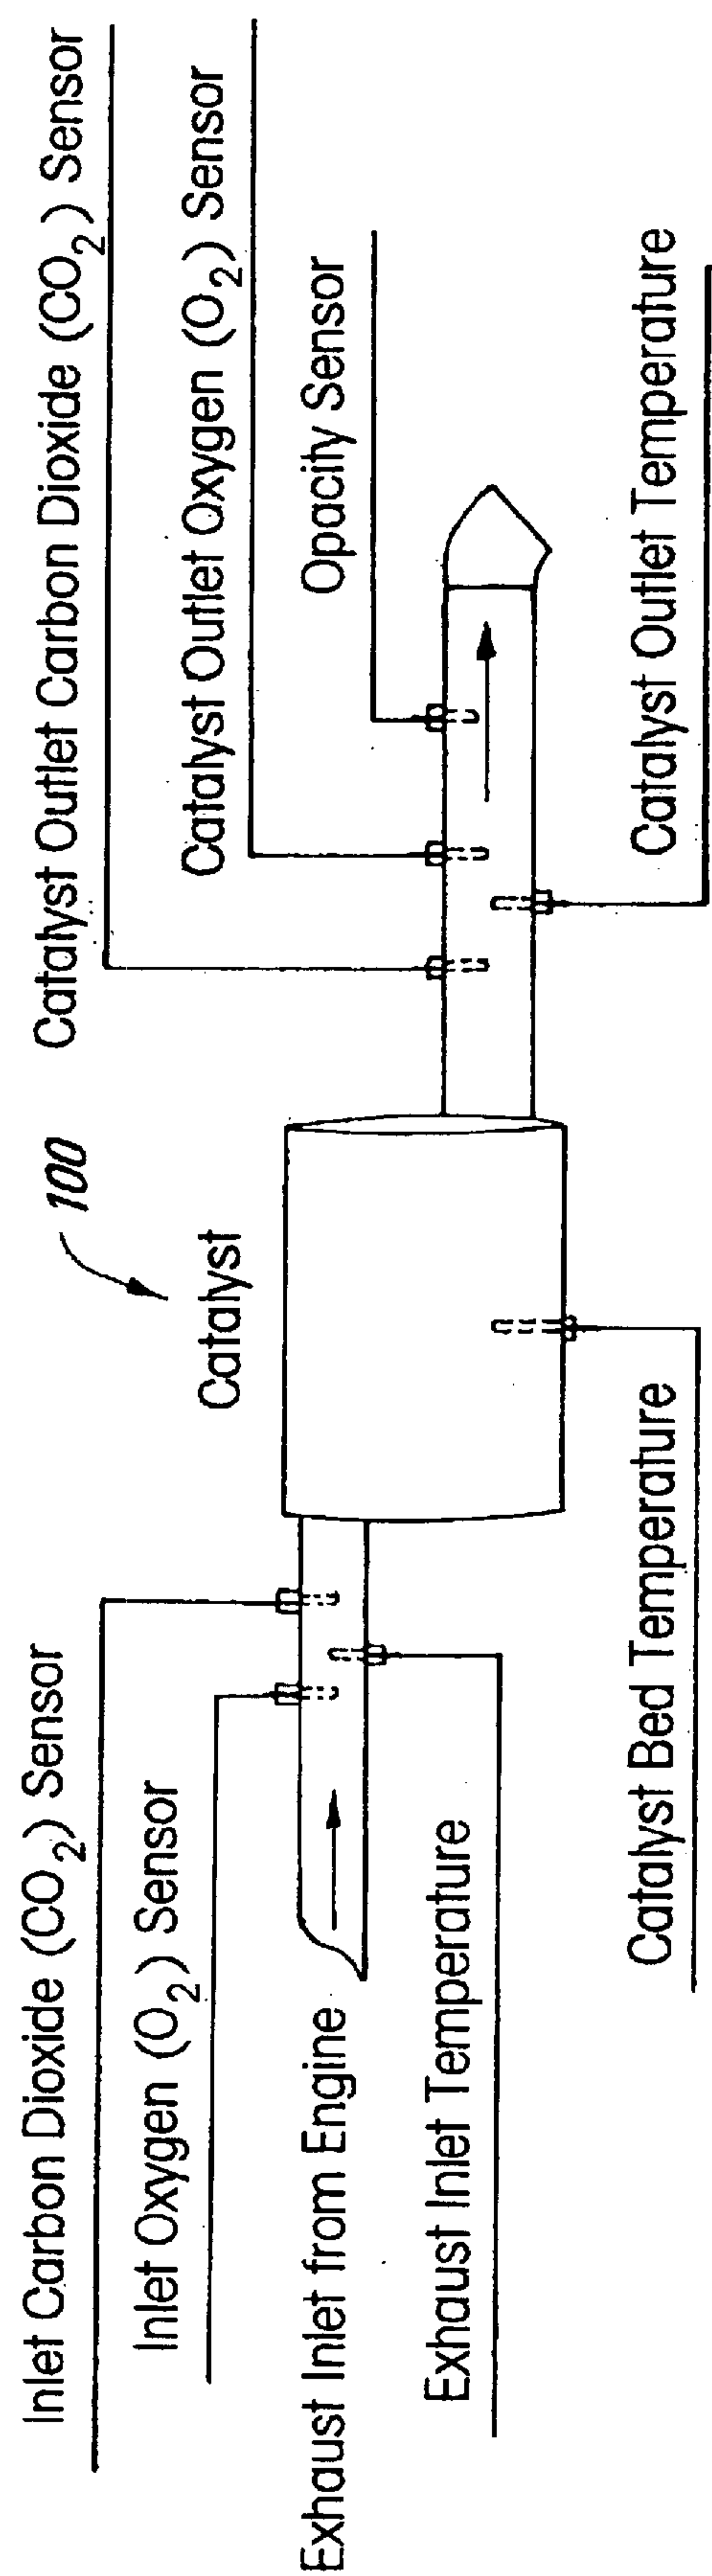 Inlet Carbon Dioxide (CO₂) Sensor
Inlet Oxygen (O₂) Sensor
Exhaust Inlet from Engine
Exhaust Inlet Temperature
100
Catalyst
Catalyst Bed Temperature
Catalyst Outlet Carbon Dioxide (CO₂) Sensor
Catalyst Outlet Oxygen (O₂) Sensor
Opacity Sensor
Catalyst Outlet Temperature